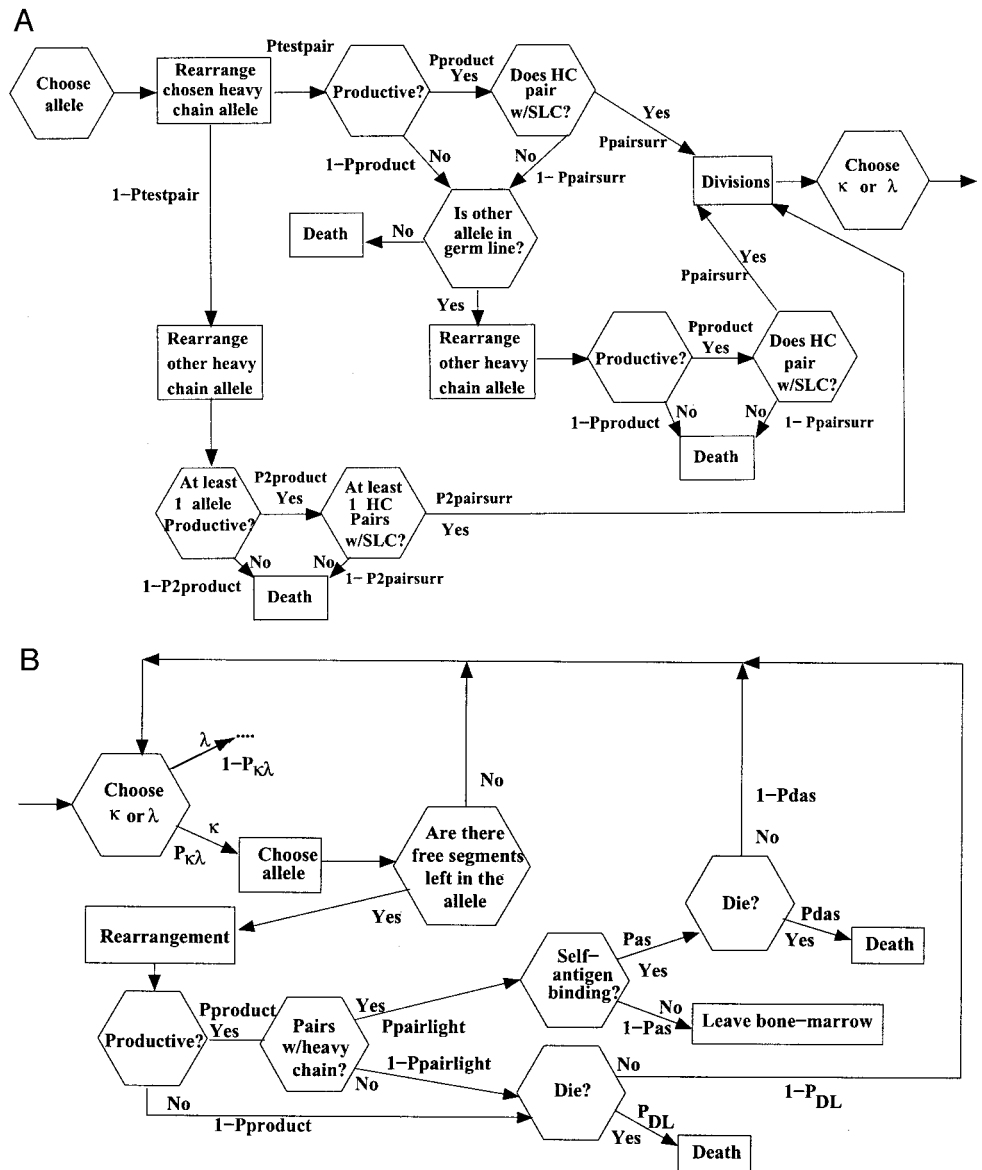 A
Choose
allele
Rearrange
chosen heavy
chain allele
Ptestpair
Productive?
Pproduct
Yes
Does HC
pair
w/SLC?
Yes
Ppairsurr
No
1−Pproduct
No
1− Ppairsurr
Divisions
Choose
κ or λ
1−Ptestpair
Is other
allele in
germ line?
No
Death
Yes
Yes
Ppairsurr
Rearrange
other heavy
chain allele
Rearrange
other heavy
chain allele
Productive?
Pproduct
Yes
Does HC
pair
w/SLC?
1−Pproduct
No
No
1− Ppairsurr
Death
At least
1 allele
Productive?
P2product
Yes
At least
1 HC
Pairs
w/SLC?
P2pairsurr
Yes
No
1−P2product
No
1− P2pairsurr
Death
B
Choose
κ or λ
λ
....
1−Pκλ
κ
Pκλ
Choose
allele
No
Are there
free segments
left in the
allele
Yes
Rearrangement
1−Pdas
No
Die?
Pdas
Yes
Death
Self−
antigen
binding?
Pas
Yes
No
1−Pas
Leave bone−marrow
Productive?
Pproduct
Yes
Pairs
w/heavy
chain?
Yes
Ppairlight
1−Ppairlight
No
No
1−Pproduct
Die?
No
1−PDL
PDL
Yes
Death